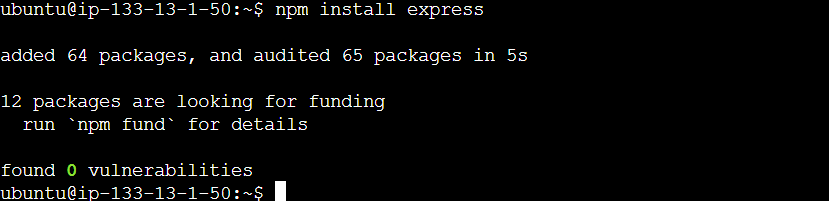 ubuntu@ip-133-13-1-50:~$ npm install express
added 64 packages, and audited 65 packages in 5s
12 packages are looking for funding
run `npm fund` for details
found 0 vulnerabilities
ubuntu@ip-133-13-1-50:~$